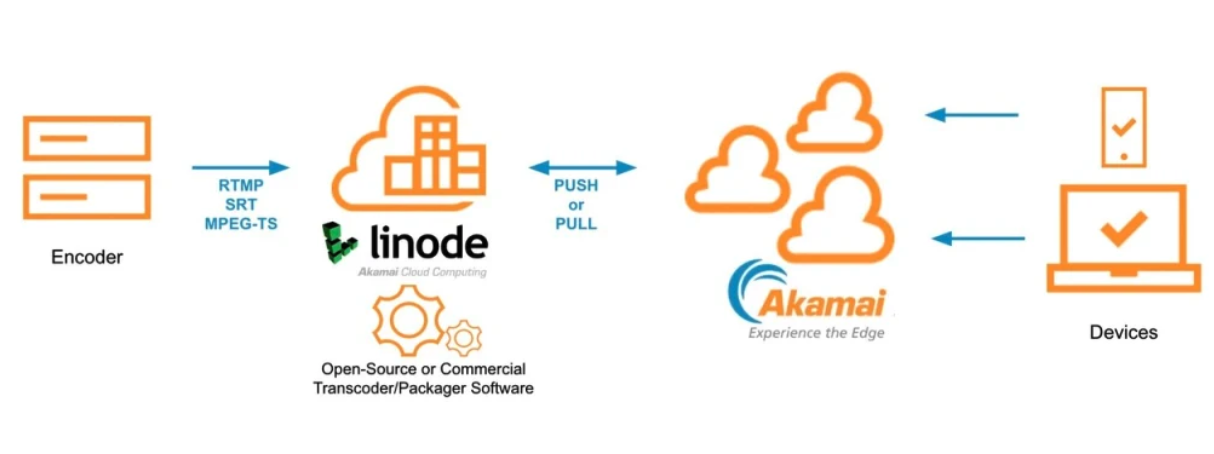 Encoder
RTMP
SRT
MPEG-TS
linode
Akamai Cloud Computing
Open-Source or Commercial
Transcoder/Packager Software
PUSH
or
PULL
Akamai
Experience the Edge
Devices